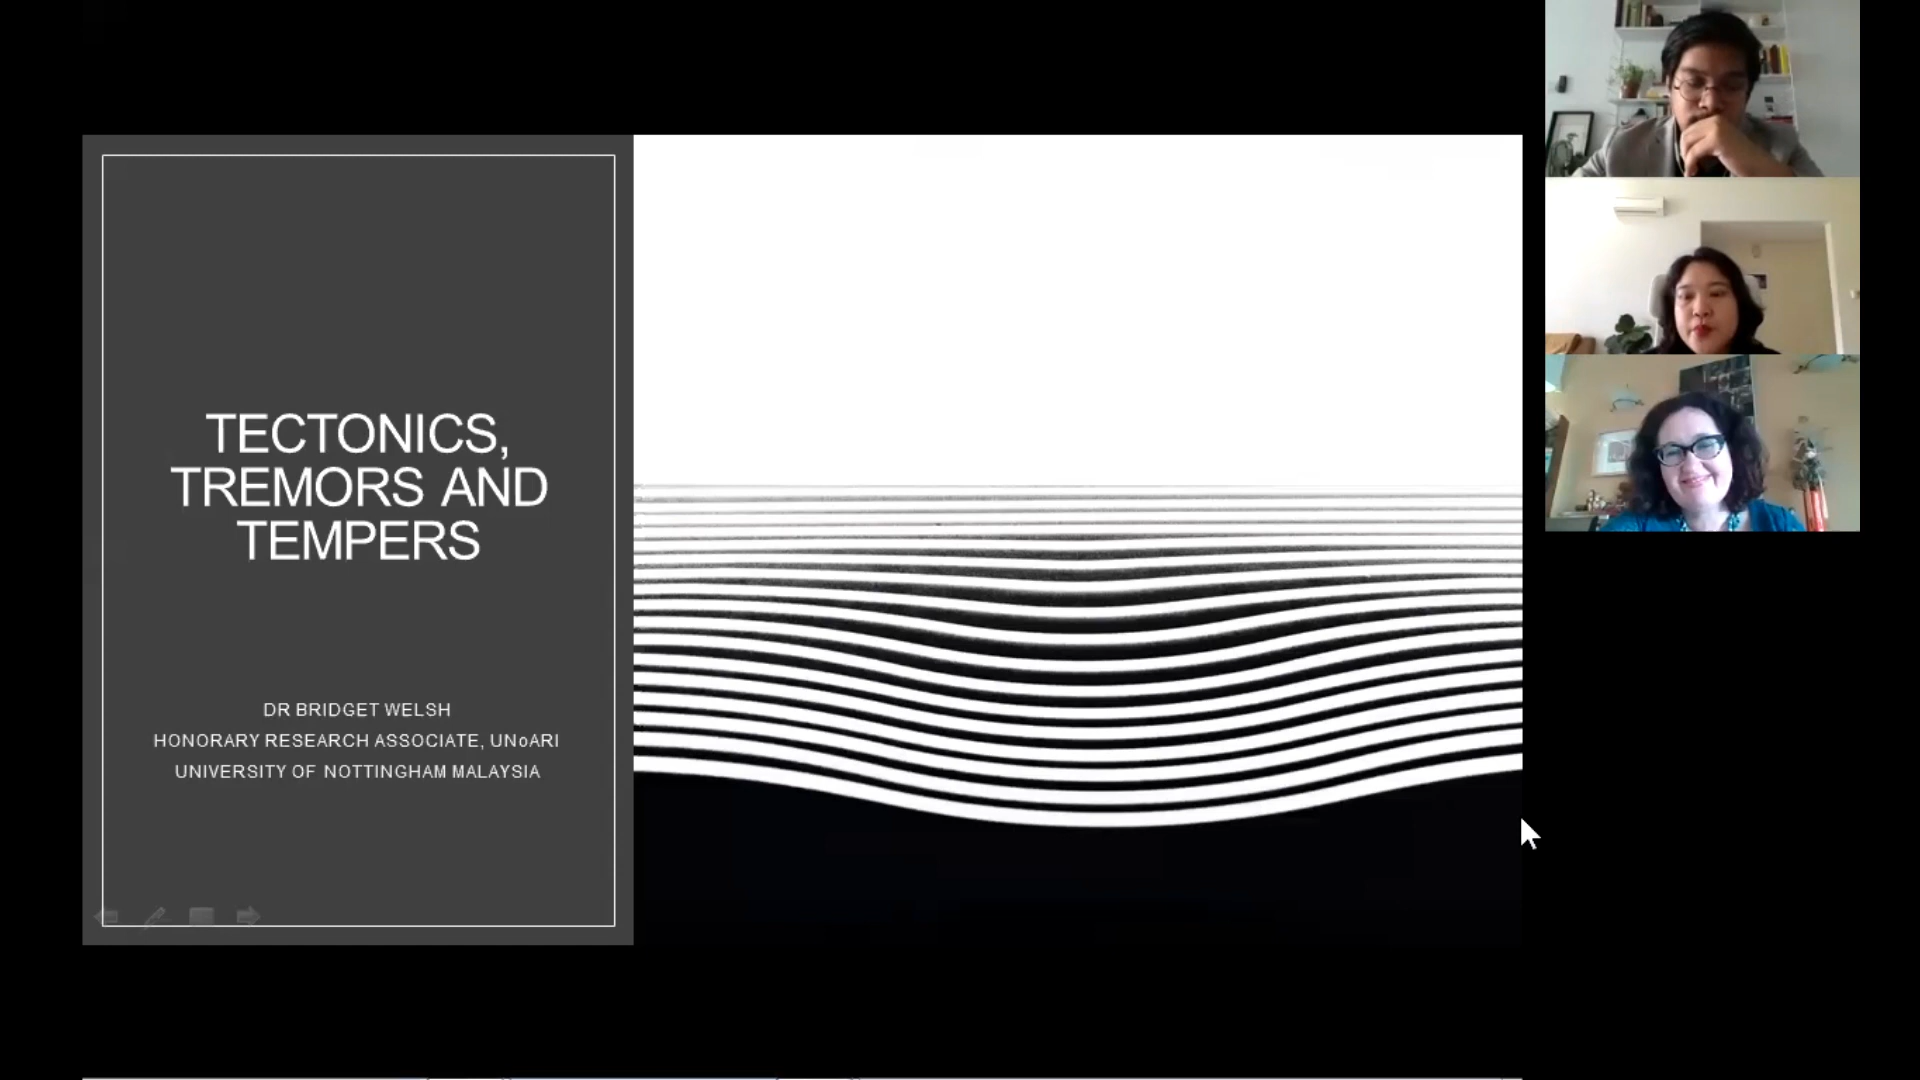 TECTONICS,
TREMORS AND
TEMPERS
DR BRIDGET WELSH
HONORARY RESEARCH ASSOCIATE, UNoARI
UNIVERSITY OF NOTTINGHAM MALAYSIA